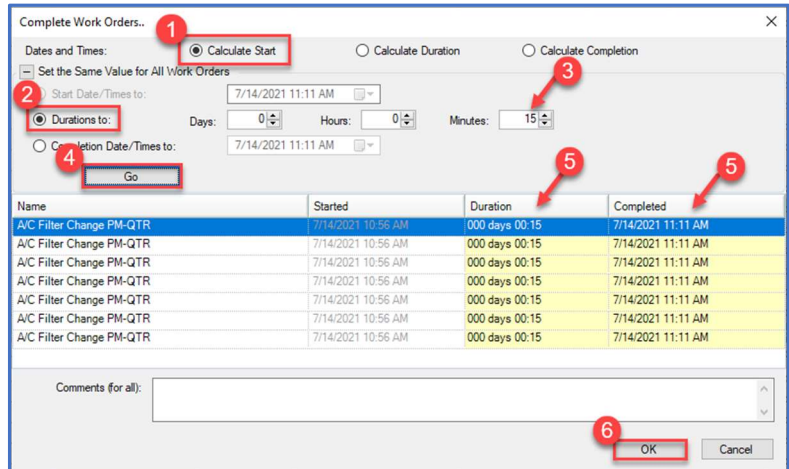 Complete Work Orders..
1
Dates and Times: Calculate Start Calculate Duration Calculate Completion
Set the Same Value for All Work Orders
2 3
Start Date/Times to: 7/14/2021 11:11 AM
Durations to: Days: 0 Hours: 0 Minutes: 15
Completion Date/Times to: 7/14/2021 11:11 AM
4 5 5
Go
Name Started Duration Completed
A/C Filter Change PM-QTR 7/14/2021 10:56 AM 000 days 00:15 7/14/2021 11:11 AM
A/C Filter Change PM-QTR 7/14/2021 10:56 AM 000 days 00:15 7/14/2021 11:11 AM
A/C Filter Change PM-QTR 7/14/2021 10:56 AM 000 days 00:15 7/14/2021 11:11 AM
A/C Filter Change PM-QTR 7/14/2021 10:56 AM 000 days 00:15 7/14/2021 11:11 AM
A/C Filter Change PM-QTR 7/14/2021 10:56 AM 000 days 00:15 7/14/2021 11:11 AM
A/C Filter Change PM-QTR 7/14/2021 10:56 AM 000 days 00:15 7/14/2021 11:11 AM
A/C Filter Change PM-QTR 7/14/2021 10:56 AM 000 days 00:15 7/14/2021 11:11 AM
Comments (for all):
6
OK Cancel